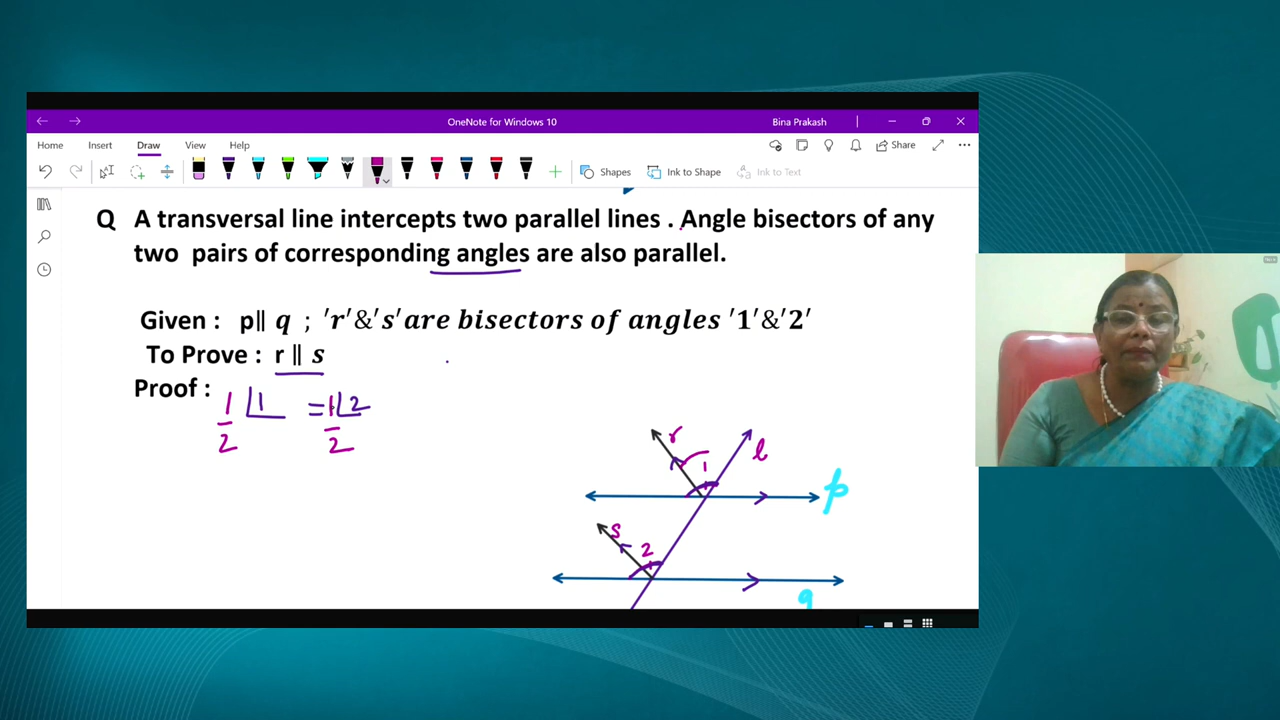 OneNote for Windows 10
Bina Prakash
Home Insert Draw View Help
Share
Shapes Ink to Shape Ink to Text
Q A transversal line intercepts two parallel lines . Angle bisectors of any
two pairs of corresponding angles are also parallel.
Given : p∥ q ; 'r'&'s'are bisectors of angles '1'&'2'
To Prove : r ∥ s
Proof :
1/2 ∠1 = 1/2 ∠2
r
1
l
p
s
2
q